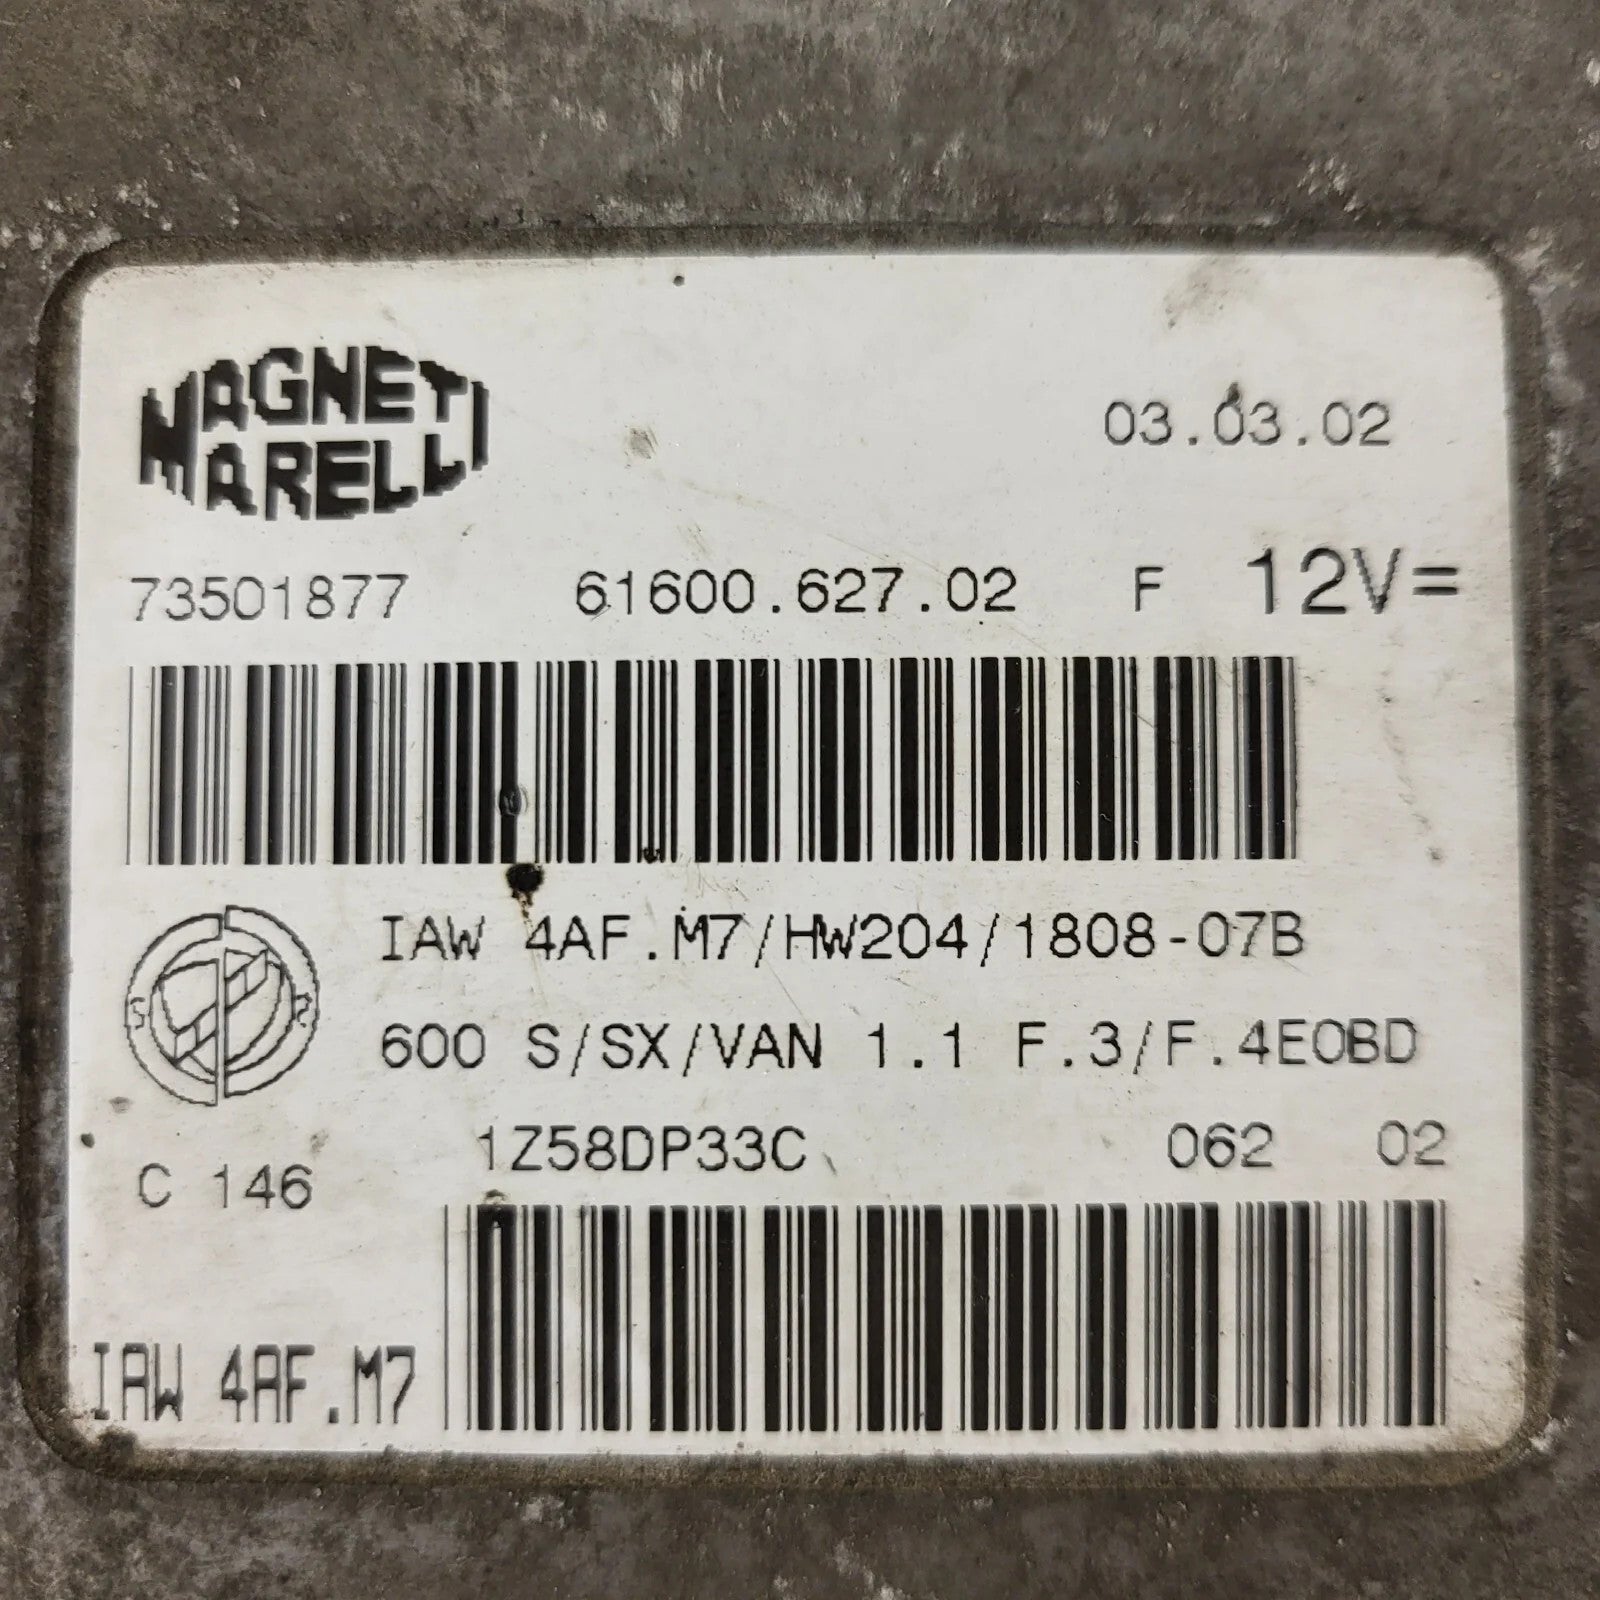 MAGNETI
MARELLI
03.03.02
73501877 61600.627.02 F 12V=
IAW 4AF.M7/HW204/1808-07B
S R
600 S/SX/VAN 1.1 F.3/F.4EOBD
1Z58DP33C 062 02
C 146
IAW 4AF.M7